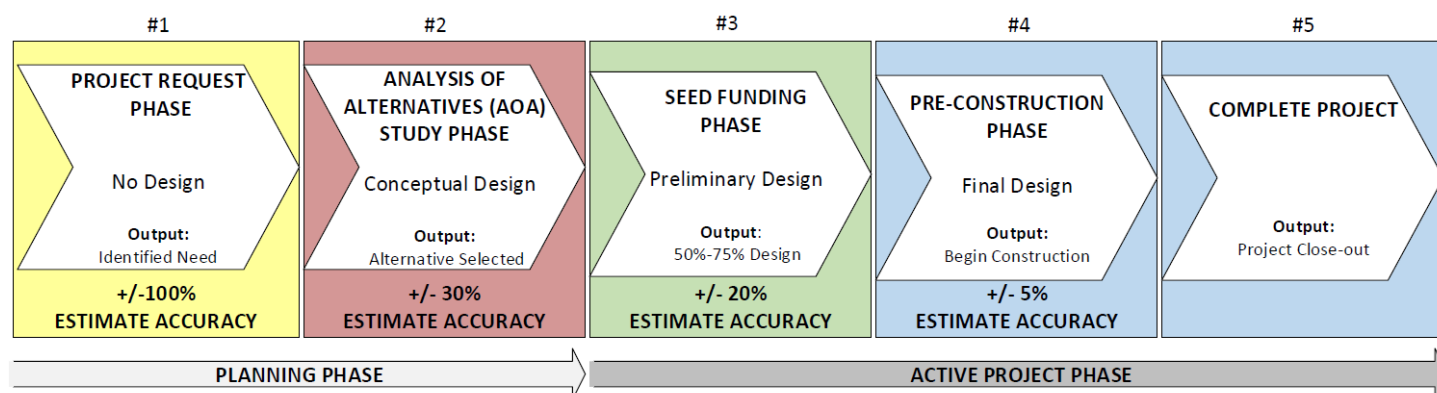 #1
#2
#3
#4
#5
PROJECT REQUEST
PHASE
No Design
Output:
Identified Need
+/-100%
ESTIMATE ACCURACY
ANALYSIS OF
ALTERNATIVES (AOA)
STUDY PHASE
Conceptual Design
Output:
Alternative Selected
+/- 30%
ESTIMATE ACCURACY
SEED FUNDING
PHASE
Preliminary Design
Output:
50%-75% Design
+/- 20%
ESTIMATE ACCURACY
PRE-CONSTRUCTION
PHASE
Final Design
Output:
Begin Construction
+/- 5%
ESTIMATE ACCURACY
COMPLETE PROJECT
Output:
Project Close-out
PLANNING PHASE
ACTIVE PROJECT PHASE